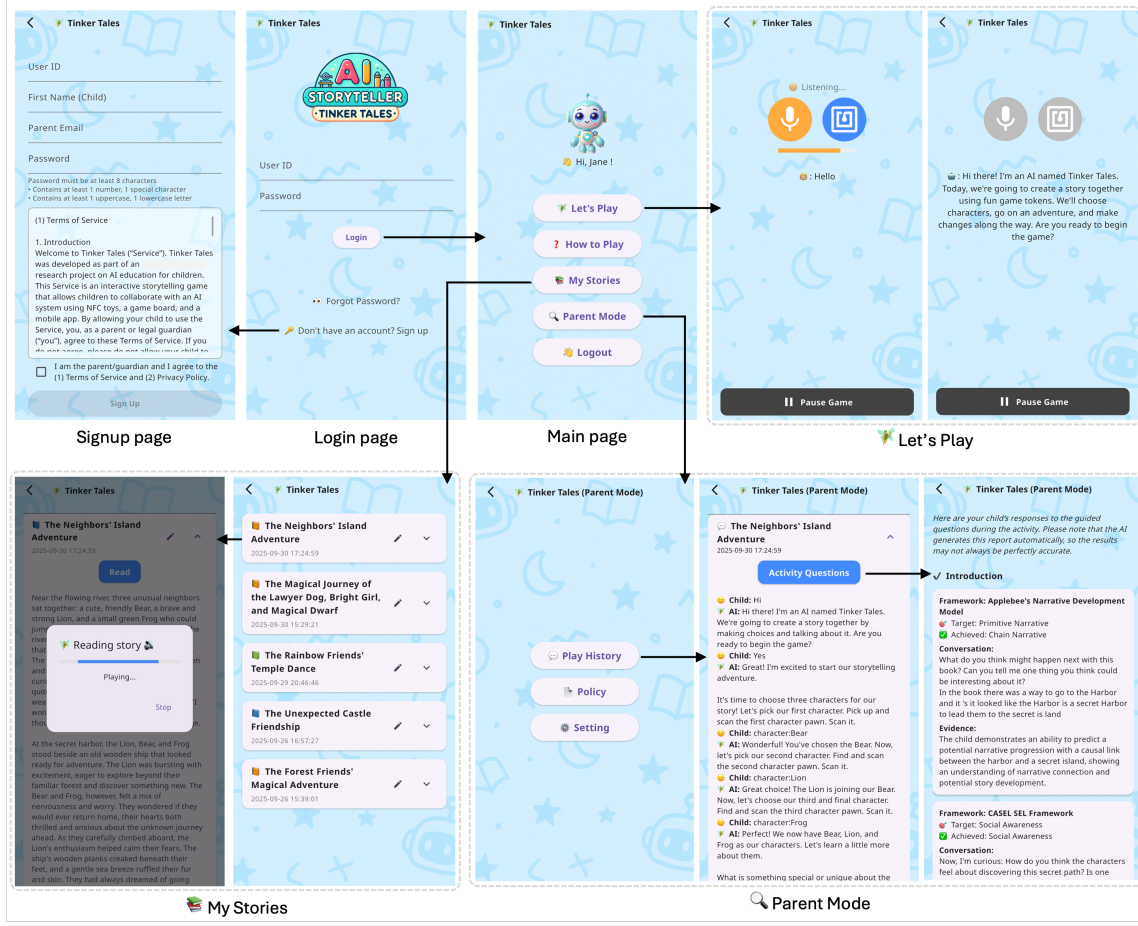 Tinker Tales
User ID
First Name (Child)
Parent Email
Password
Password must be at least 8 characters
• Contains at least 1 number, 1 special character
• Contains at least 1 uppercase, 1 lowercase letter
(1) Terms of Service
1. Introduction
Welcome to Tinker Tales ("Service"). Tinker Tales
was developed as part of an
research project on AI education for children.
This Service is an interactive storytelling game
that allows children to collaborate with an AI
system using NFC toys, a game board, and a
mobile app. By allowing your child to use the
Service, you, as a parent or legal guardian
("you"), agree to these Terms of Service. If you
do not agree, please do not allow your child to
I am the parent/guardian and I agree to the
(1) Terms of Service and (2) Privacy Policy.
Sign Up
Signup page
Tinker Tales
AI
STORYTELLER
• TINKER TALES •
User ID
Password
Login
Forgot Password?
Don't have an account? Sign up
Login page
Tinker Tales
Hi, Jane !
Let's Play
? How to Play
My Stories
Parent Mode
Logout
Main page
Tinker Tales
Listening...
: Hello
Pause Game
Tinker Tales
: Hi there! I'm an AI named Tinker Tales.
Today, we're going to create a story together
using fun game tokens. We'll choose
characters, go on an adventure, and make
changes along the way. Are you ready to begin
the game?
Pause Game
Let's Play
Tinker Tales
The Neighbors' Island
Adventure
2025-09-30 17:24:59
Read
Near the flowing river, three unusual neighbors
sat together: a cute, friendly Bear, a brave and
strong Lion, and a small green Frog who could
Reading story
Playing...
Stop
At the secret harbor, the Lion, Bear, and Frog
stood beside an old wooden ship that looked
ready for adventure. The Lion was bursting with
excitement, eager to explore beyond their
familiar forest and discover something new. The
Bear and Frog, however, felt a mix of
nervousness and worry. They wondered if they
would ever return home, their hearts both
thrilled and anxious about the unknown journey
ahead. As they carefully climbed aboard, the
Lion's enthusiasm helped calm their fears. The
ship's wooden planks creaked beneath their
feet, and a gentle sea breeze ruffled their fur
and skin. They had always dreamed of going
Tinker Tales
The Neighbors' Island
Adventure
2025-09-30 17:24:59
The Magical Journey of
the Lawyer Dog, Bright Girl,
and Magical Dwarf
2025-09-30 15:29:21
The Rainbow Friends'
Temple Dance
2025-09-29 20:46:46
The Unexpected Castle
Friendship
2025-09-26 16:57:27
The Forest Friends'
Magical Adventure
2025-09-26 15:39:01
My Stories
Tinker Tales (Parent Mode)
Play History
Policy
Setting
Tinker Tales (Parent Mode)
The Neighbors' Island
Adventure
2025-09-30 17:24:59
Activity Questions
Child: Hi
AI: Hi there! I'm an AI named Tinker Tales.
We're going to create a story together by
making choices and talking about it. Are you
ready to begin the game?
Child: Yes
AI: Great! I'm excited to start our storytelling
adventure.
It's time to choose three characters for our
story! Let's pick our first character. Pick up and
scan the first character pawn. Scan it.
Child: character:Bear
AI: Wonderful! You've chosen the Bear. Now,
let's pick our second character. Find and scan
the second character pawn. Scan it.
Child: character:Lion
AI: Great choice! The Lion is joining our Bear.
Now, let's choose our third and final character.
Find and scan the third character pawn. Scan it.
Child: character:Frog
AI: Perfect! We now have Bear, Lion, and
Frog as our characters. Let's learn a little more
about them.
What is something special or unique about the
Tinker Tales (Parent Mode)
Here are your child's responses to the guided
questions during the activity. Please note that the AI
generates this report automatically, so the results
may not always be perfectly accurate.
✓ Introduction
Framework: Applebee's Narrative Development
Model
Target: Primitive Narrative
Achieved: Chain Narrative
Conversation:
What do you think might happen next with this
book? Can you tell me one thing you think could
be interesting about it?
In the book there was a way to go to the Harbor
and it 's it looked like the Harbor is a secret Harbor
to lead them to the secret is land
Evidence:
The child demonstrates an ability to predict a
potential narrative progression with a causal link
between the harbor and a secret island, showing
an understanding of narrative connection and
potential story development.
Framework: CASEL SEL Framework
Target: Social Awareness
Achieved: Social Awareness
Conversation:
Now, I'm curious: How do you think the characters
feel about discovering this secret path? Is one
Parent Mode